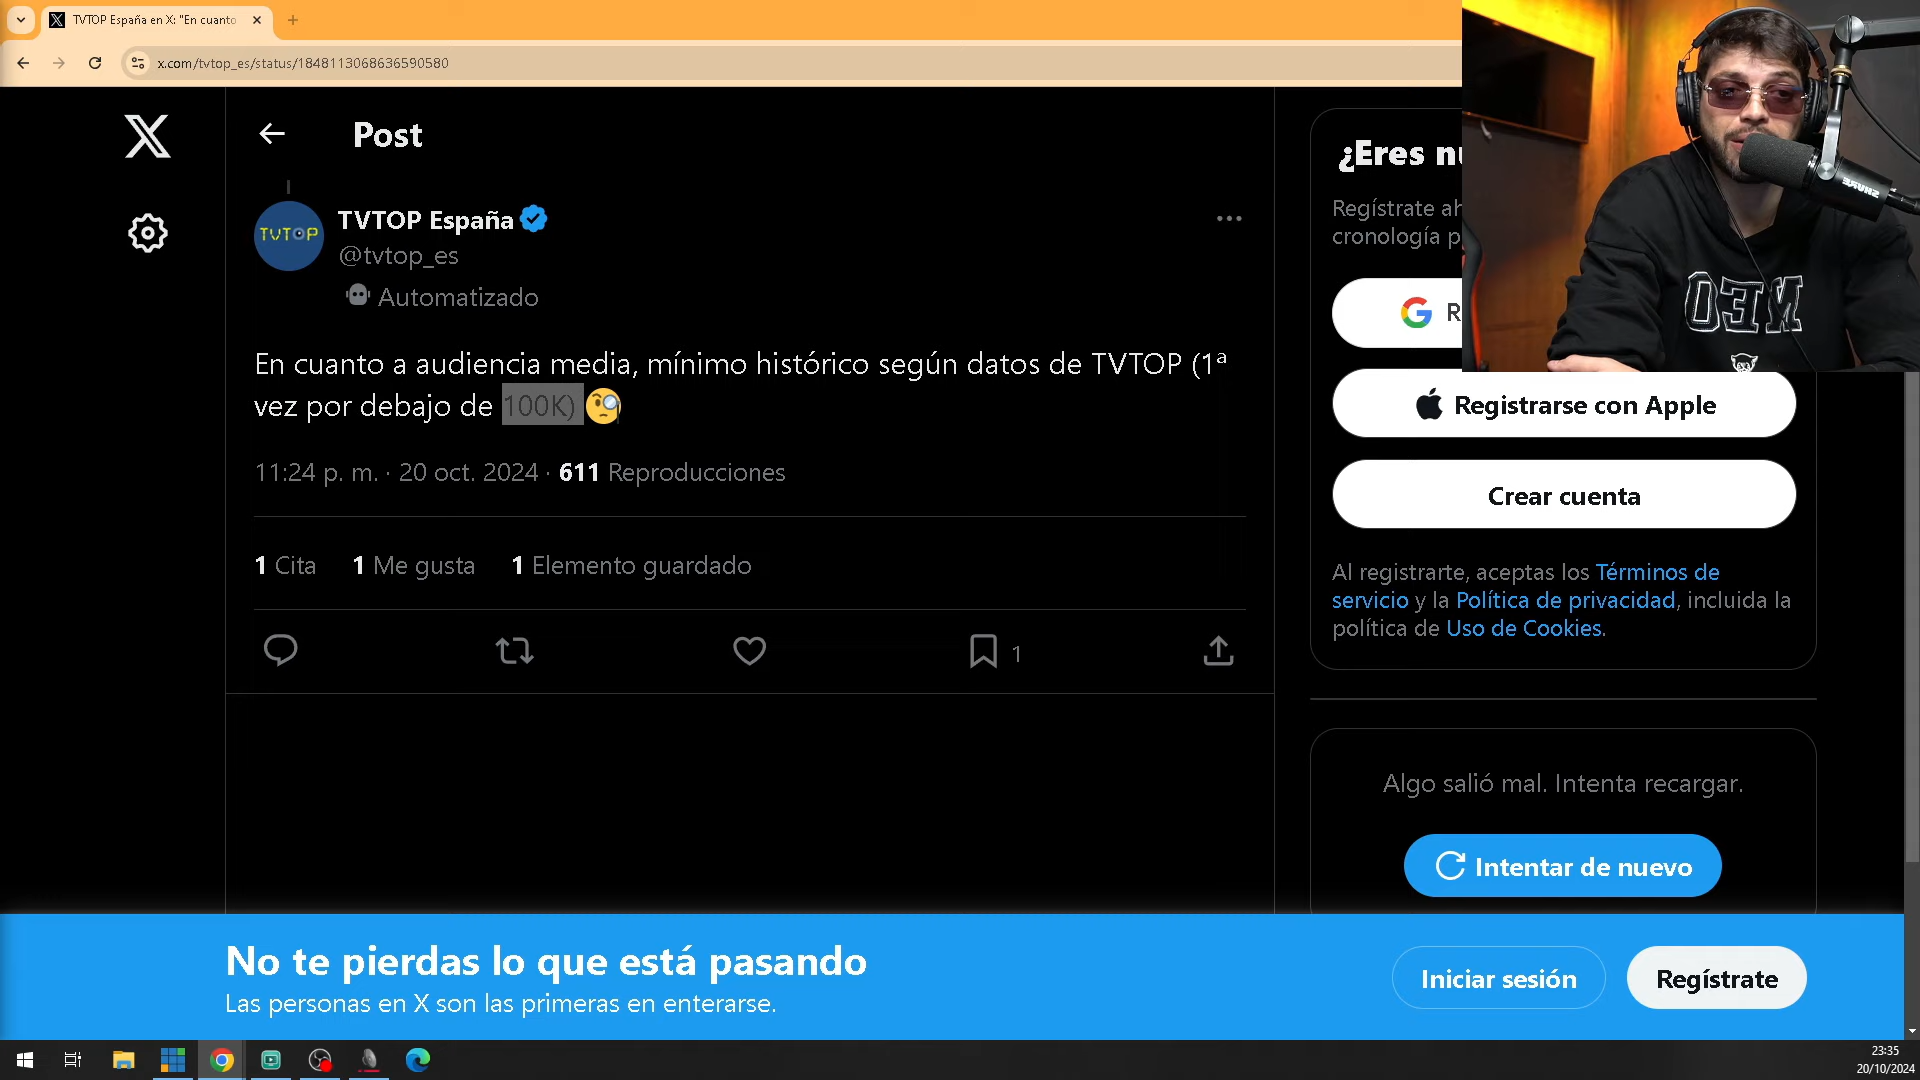 TVTOP España en X: "En cuanto
x.com/tvtop_es/status/1848113068636590580
Post
TVTOP
TVTOP España
@tvtop_es
Automatizado
En cuanto a audiencia media, mínimo histórico según datos de TVTOP (1ª
vez por debajo de 100K)
11:24 p. m. · 20 oct. 2024 · 611 Reproducciones
1 Cita 1 Me gusta 1 Elemento guardado
1
¿Eres
Regístrate
cronología
R
Registrarse con Apple
Crear cuenta
Al registrarte, aceptas los Términos de
servicio y la Política de privacidad, incluida la
política de Uso de Cookies.
Algo salió mal. Intenta recargar.
Intentar de nuevo
No te pierdas lo que está pasando
Las personas en X son las primeras en enterarse.
Iniciar sesión
Regístrate
23:35
20/10/2024
SHURE
NEO